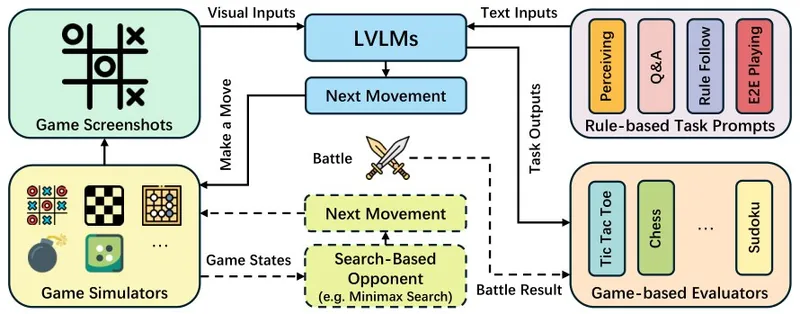 Visual Inputs
LVLMs
Text Inputs
Game Screenshots
Next Movement
Make a Move
Task Outputs
Perceiving
Q&A
Rule Follow
E2E Playing
Rule-based Task Prompts
Battle
Next Movement
Game States
Search-Based
Opponent
(e.g. Minimax Search)
Battle Result
...
Game Simulators
Tic Tac Toe
Chess
...
Sudoku
Game-based Evaluators